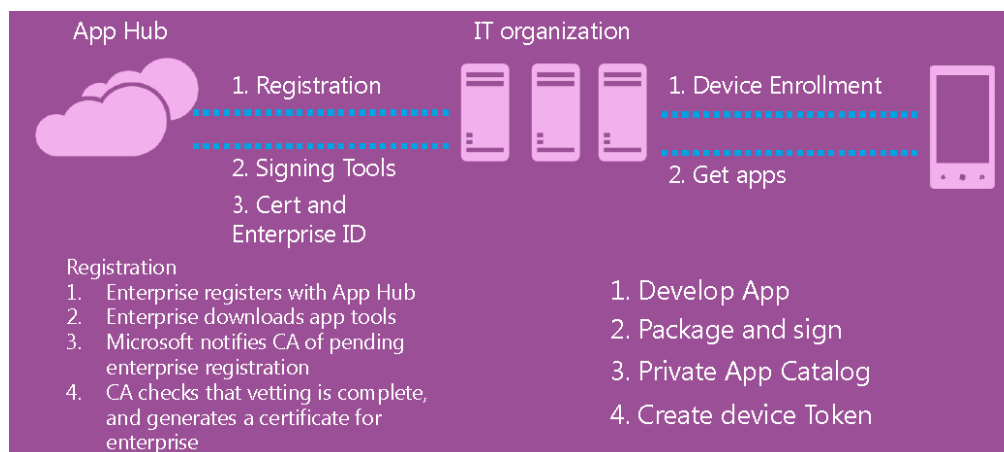 App Hub
IT organization
1. Registration
2. Signing Tools
3. Cert and
Enterprise ID
1. Device Enrollment
2. Get apps
Registration
1. Enterprise registers with App Hub
2. Enterprise downloads app tools
3. Microsoft notifies CA of pending
enterprise registration
4. CA checks that vetting is complete,
and generates a certificate for
enterprise
1. Develop App
2. Package and sign
3. Private App Catalog
4. Create device Token